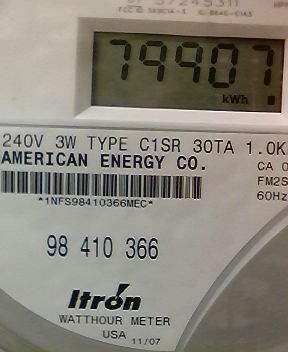 79907
kWh
240V 3W TYPE C1SR 30TA 1.0K
AMERICAN ENERGY CO.
CA 0
FM2S
60Hz
*1NFS98410366MEC*
98 410 366
Itron
WATTHOUR METER
USA 11/07